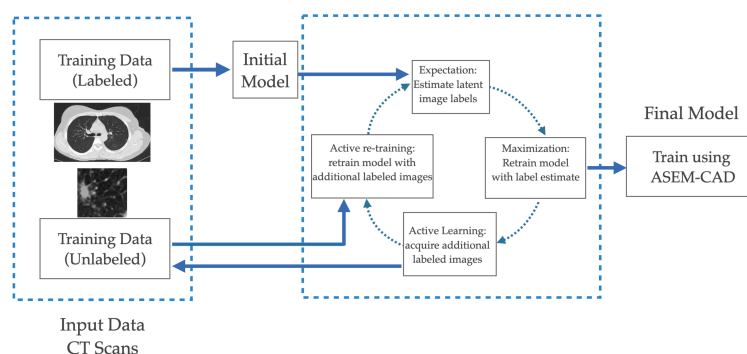 Training Data
(Labeled)
Initial
Model
Expectation:
Estimate latent
image labels
Active re-training:
retrain model with
additional labeled images
Maximization:
Retrain model
with label estimate
Final Model
Train using
ASEM-CAD
Training Data
(Unlabeled)
Active Learning:
acquire additional
labeled images
Input Data
CT Scans